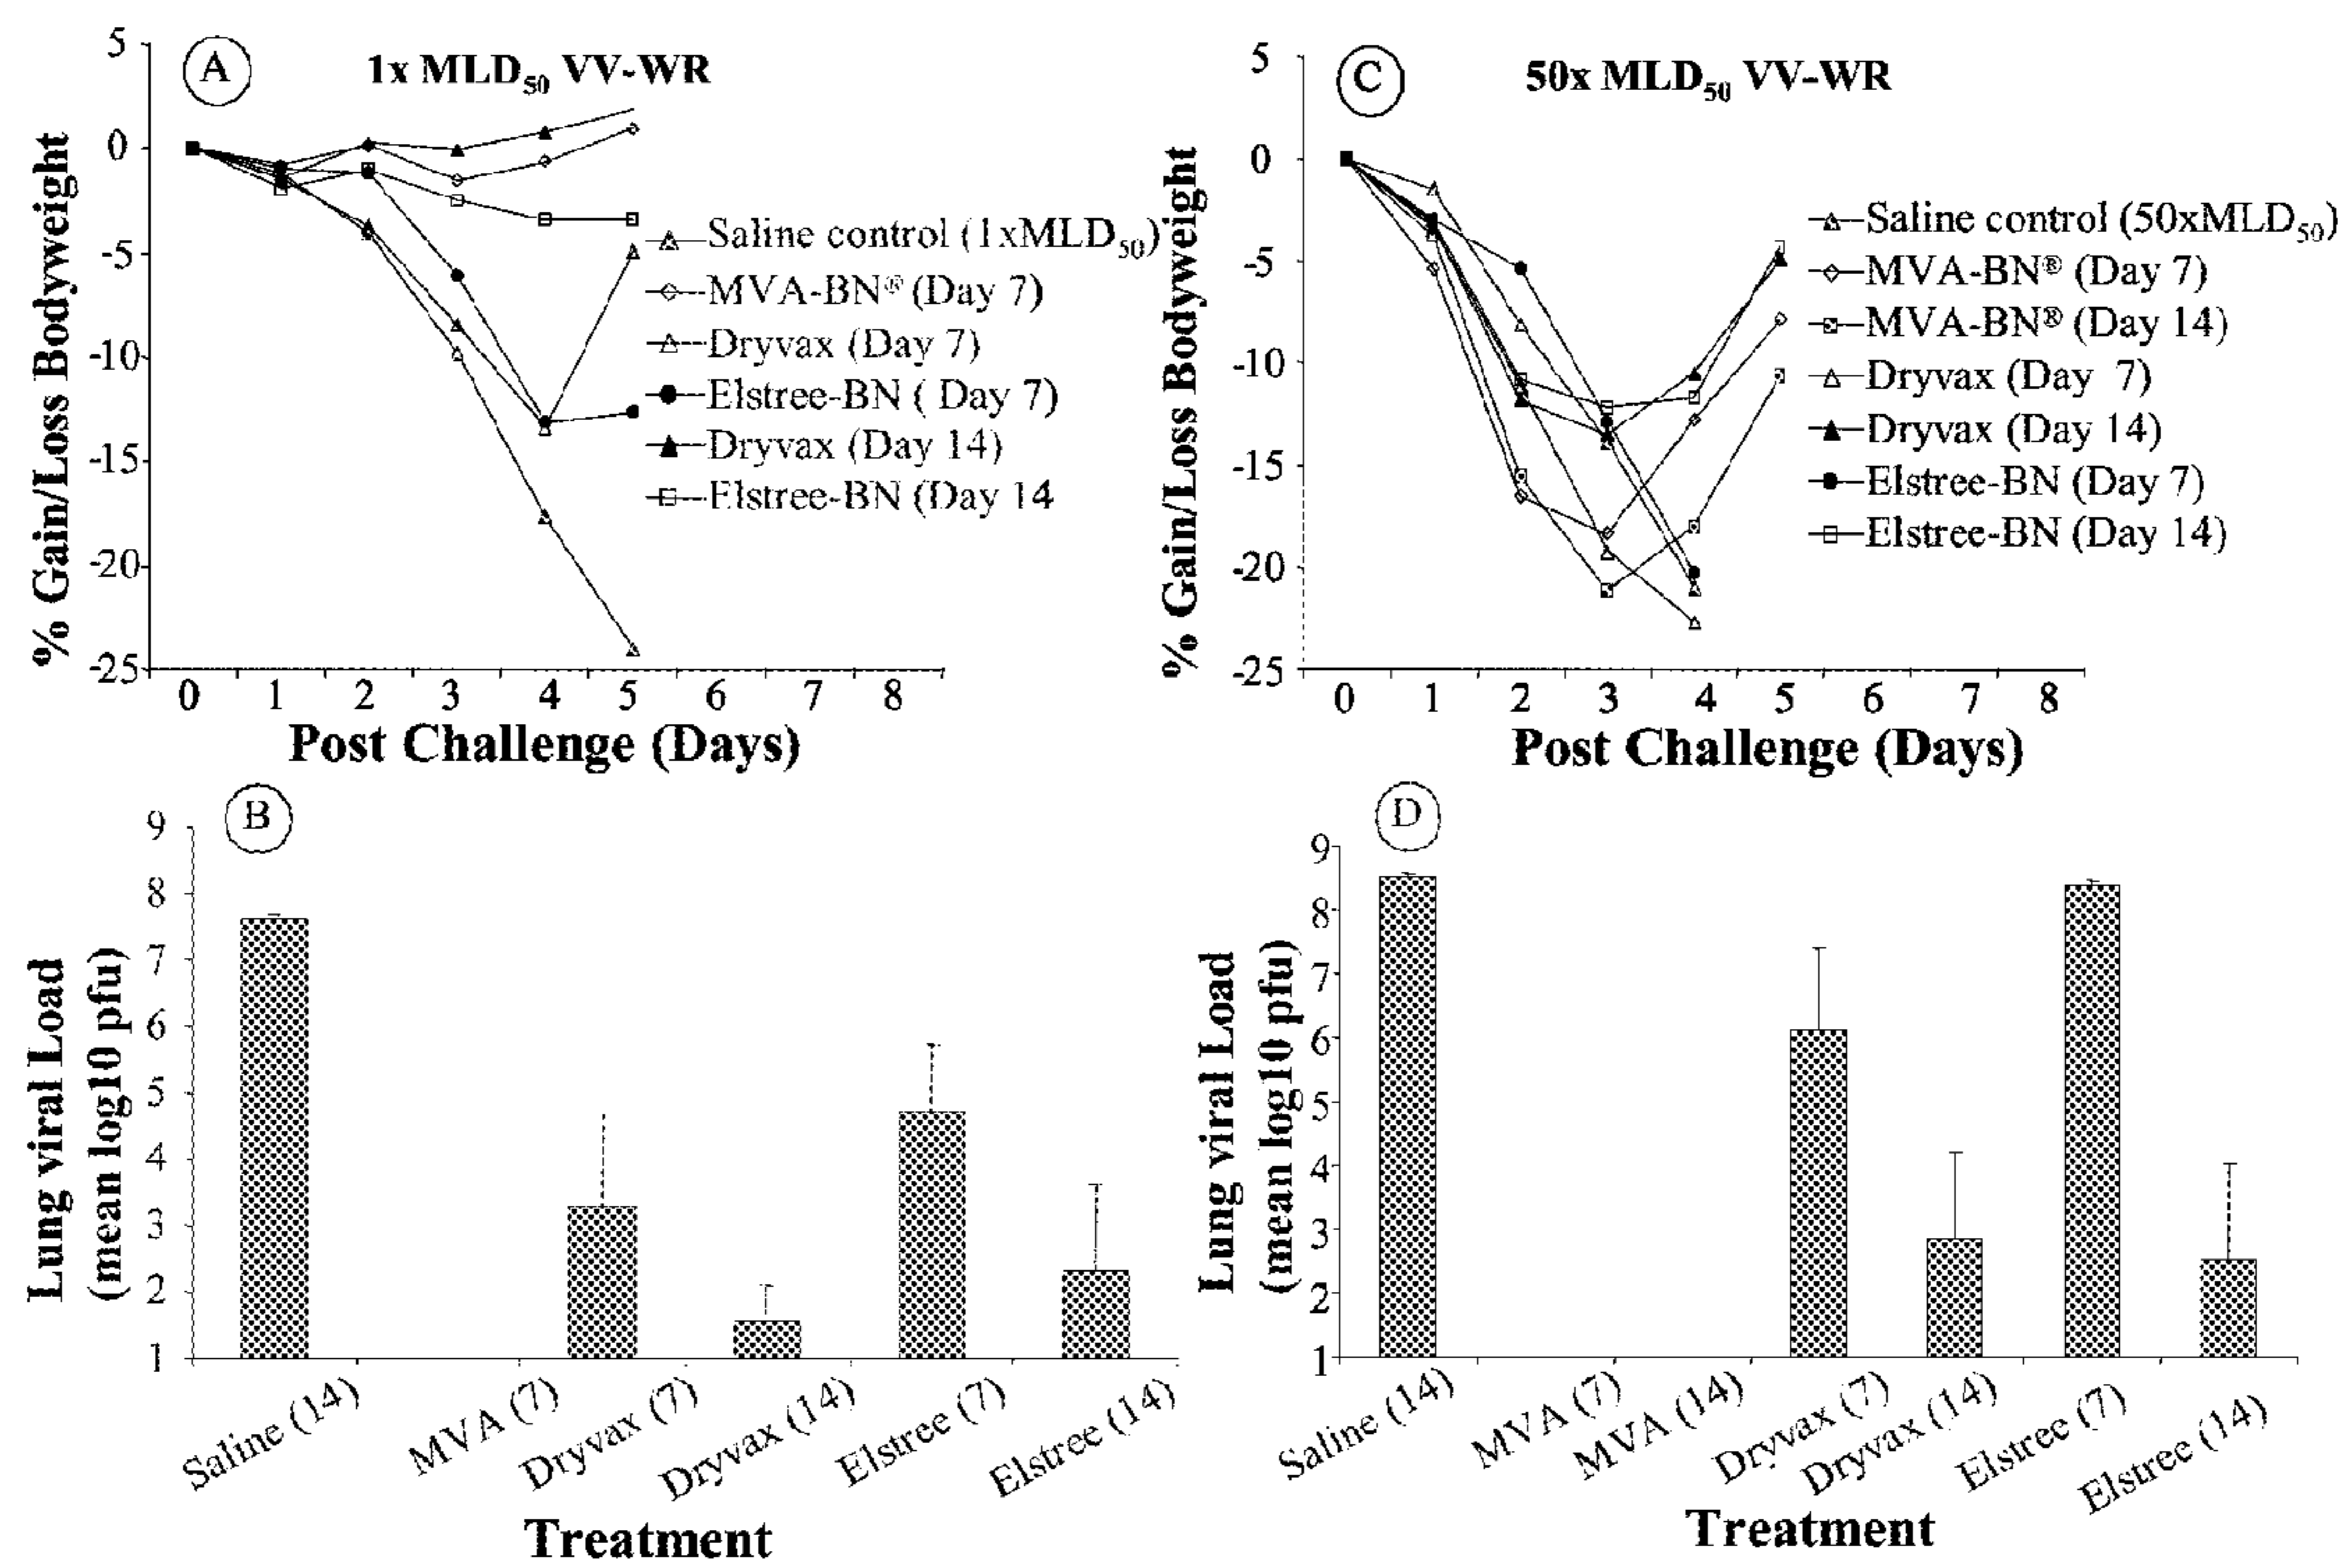 A
1x MLD50 VV-WR
% Gain/Loss Bodyweight
5
0
-5
-10
-15
-20
-25
0 1 2 3 4 5 6 7 8
Post Challenge (Days)
Saline control (1xMLD50)
MVA-BN® (Day 7)
Dryvax (Day 7)
Elstree-BN ( Day 7)
Dryvax (Day 14)
Elstree-BN (Day 14
C
50x MLD50 VV-WR
% Gain/Loss Bodyweight
5
0
-5
-10
-15
-20
-25
0 1 2 3 4 5 6 7 8
Post Challenge (Days)
Saline control (50xMLD50)
MVA-BN® (Day 7)
MVA-BN® (Day 14)
Dryvax (Day 7)
Dryvax (Day 14)
Elstree-BN (Day 7)
Elstree-BN (Day 14)
B
Lung viral Load
(mean log10 pfu)
9
8
7
6
5
4
3
2
1
Saline (14)
MVA (7)
Dryvax (7)
Dryvax (14)
Elstree (7)
Elstree (14)
Treatment
D
Lung viral Load
(mean log10 pfu)
9
8
7
6
5
4
3
2
1
Saline (14)
MVA (7)
MVA (14)
Dryvax (7)
Dryvax (14)
Elstree (7)
Elstree (14)
Treatment